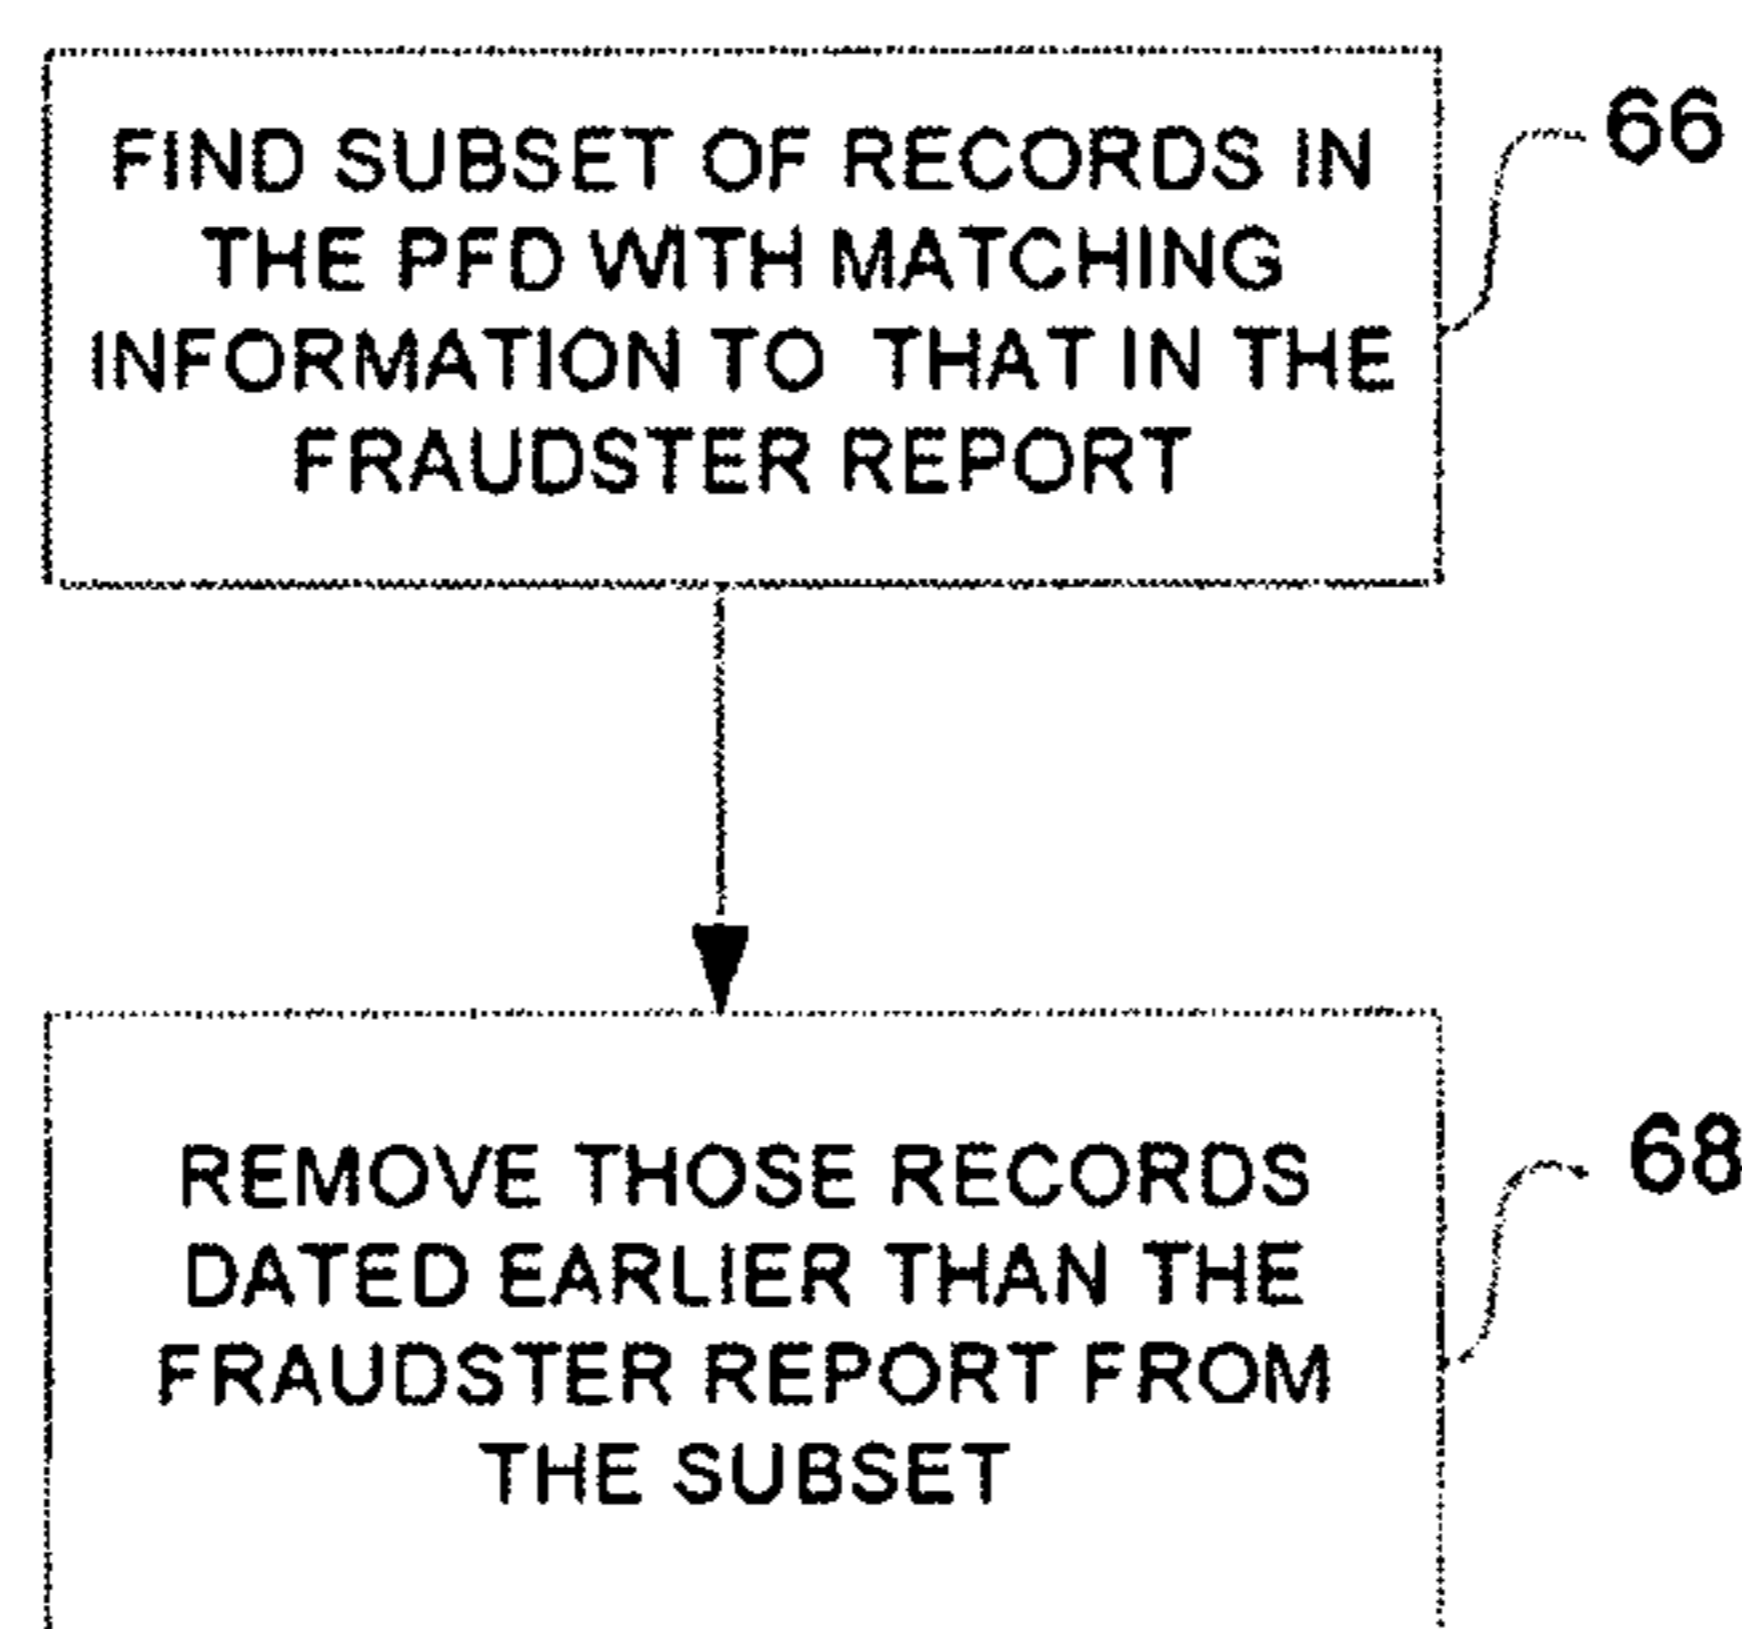 FIND SUBSET OF RECORDS IN
THE PFD WITH MATCHING
INFORMATION TO THAT IN THE
FRAUDSTER REPORT
66
REMOVE THOSE RECORDS
DATED EARLIER THAN THE
FRAUDSTER REPORT FROM
THE SUBSET
68